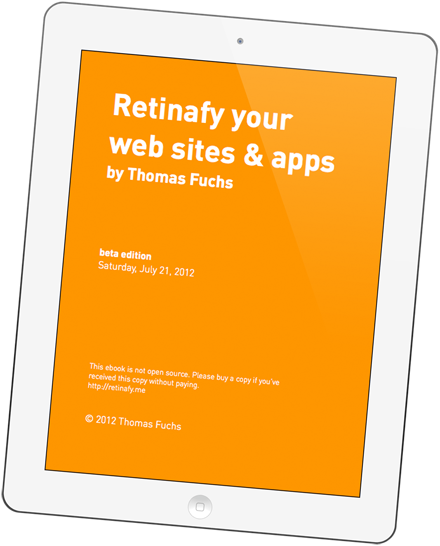 Retinafy your
web sites & apps
by Thomas Fuchs
beta edition
Saturday, July 21, 2012
This ebook is not open source. Please buy a copy if you've
received this copy without paying.
http://retinafy.me
© 2012 Thomas Fuchs